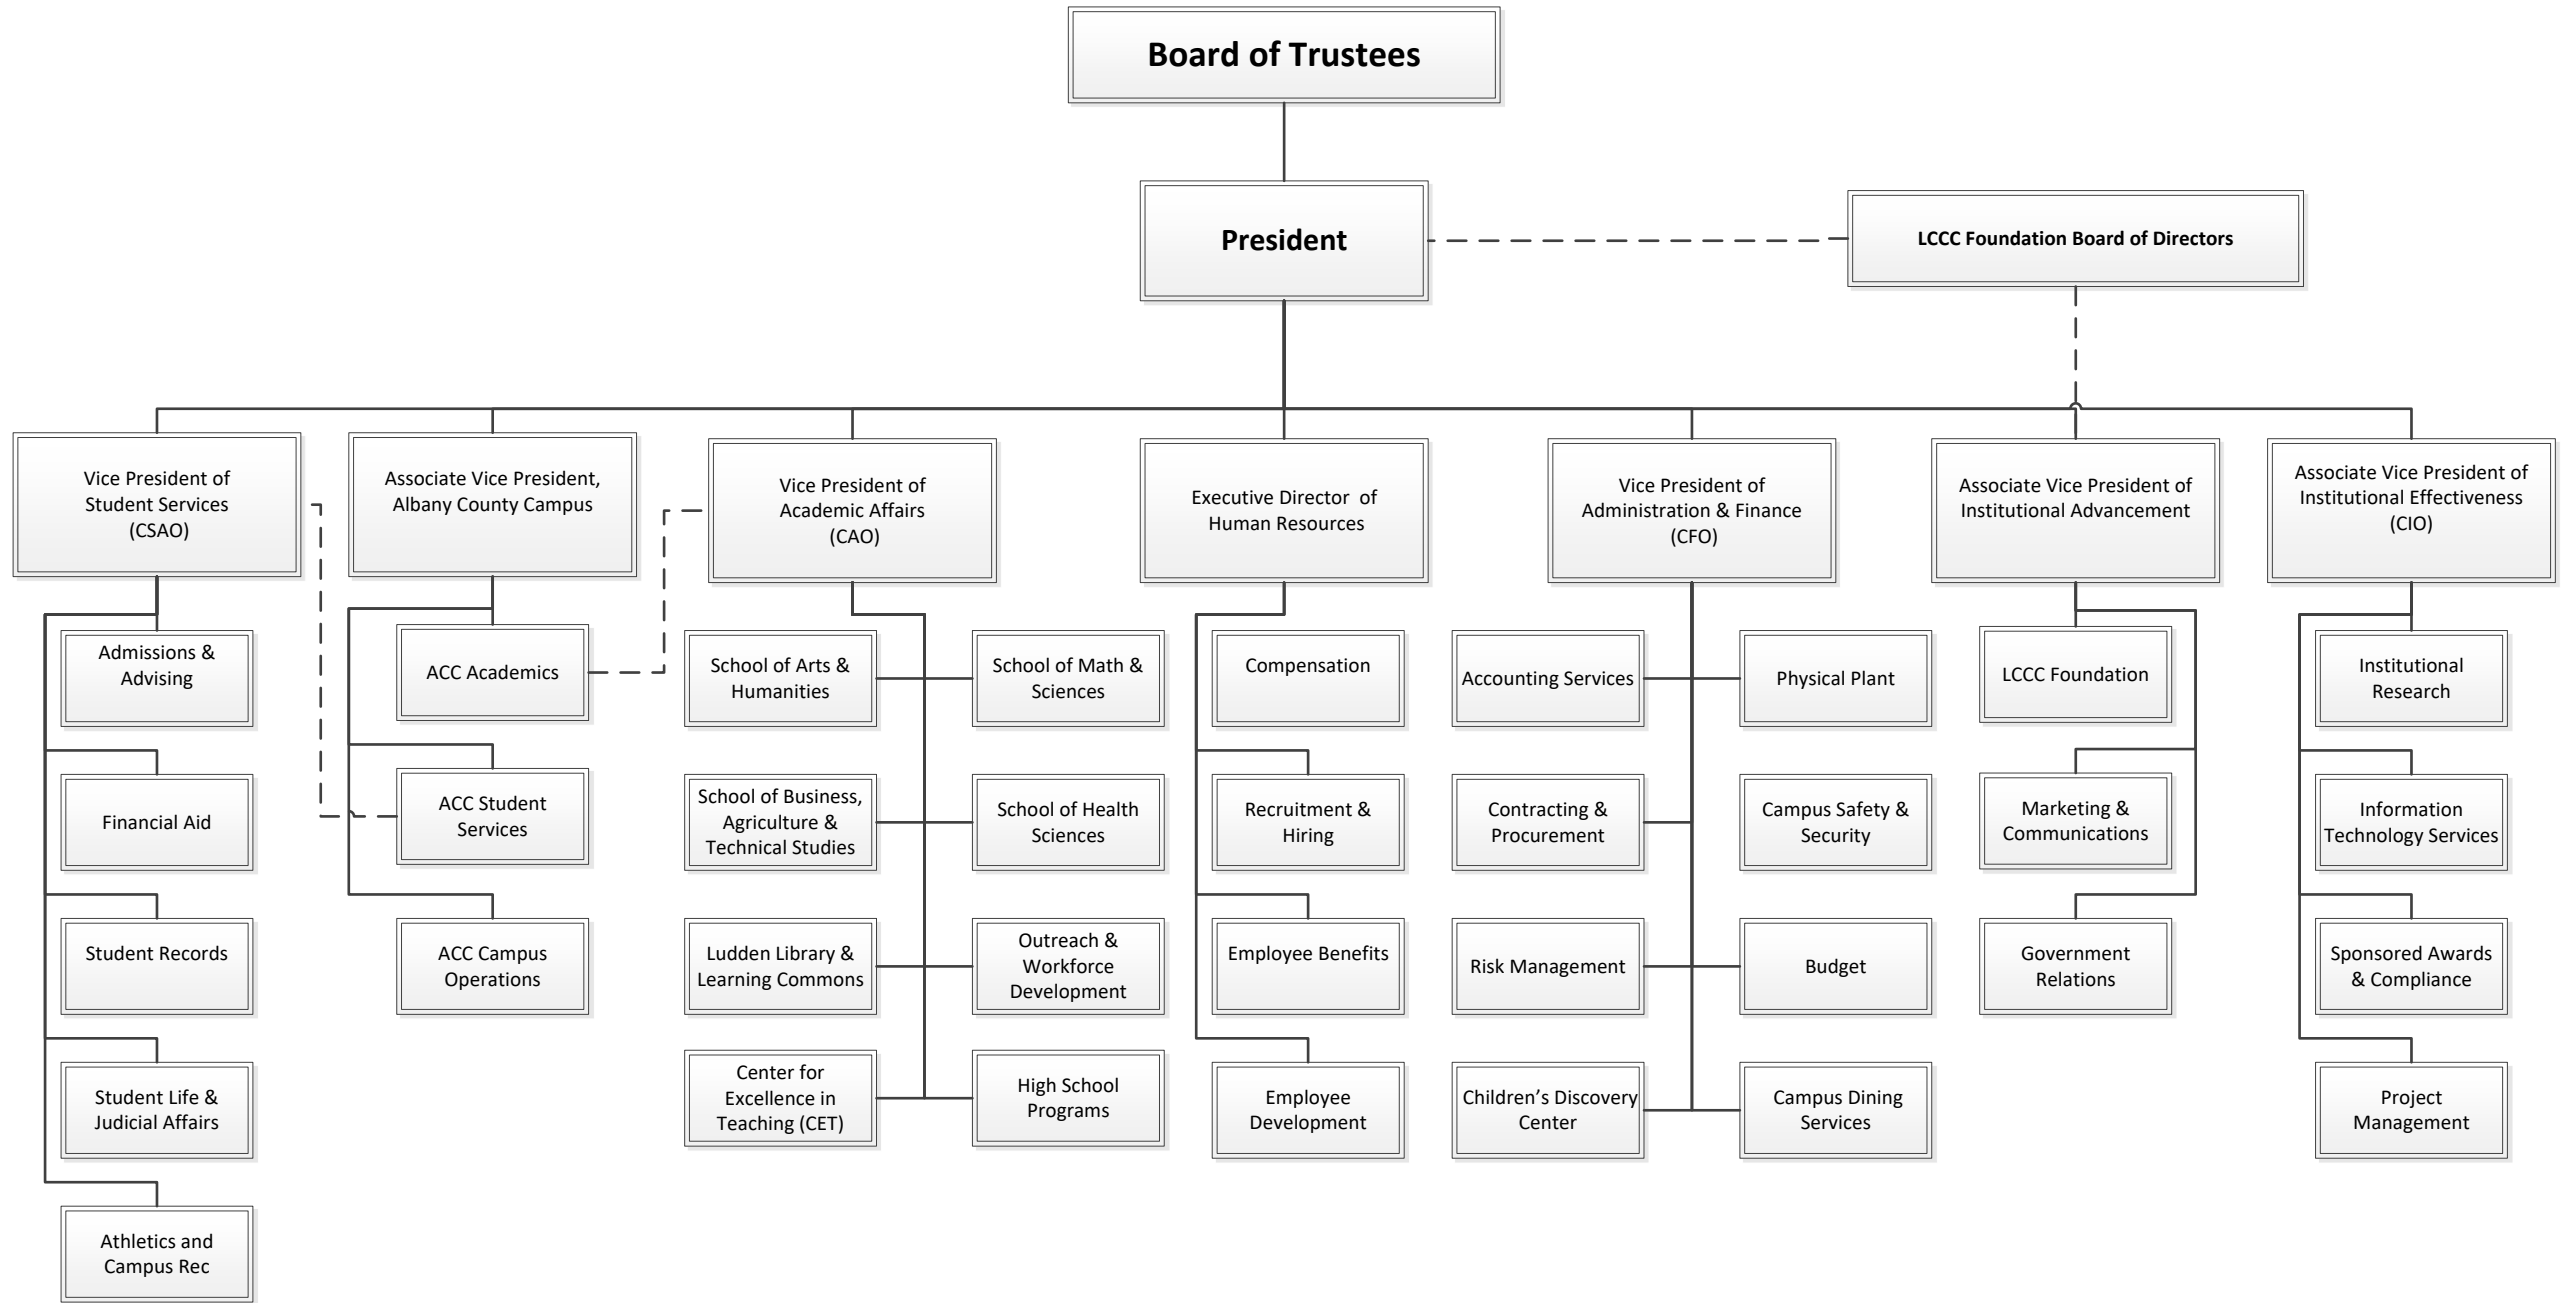 Board of Trustees
President
LCCC Foundation Board of Directors
Vice President of
Student Services
(CSAO)
Associate Vice President,
Albany County Campus
Vice President of
Academic Affairs
(CAO)
Executive Director of
Human Resources
Vice President of
Administration & Finance
(CFO)
Associate Vice President of
Institutional Advancement
Associate Vice President of
Institutional Effectiveness
(CIO)
Admissions &
Advising
Financial Aid
Student Records
Student Life &
Judicial Affairs
Athletics and
Campus Rec
ACC Academics
ACC Student
Services
ACC Campus
Operations
School of Arts &
Humanities
School of Math &
Sciences
School of Business,
Agriculture &
Technical Studies
School of Health
Sciences
Ludden Library &
Learning Commons
Outreach &
Workforce
Development
Center for
Excellence in
Teaching (CET)
High School
Programs
Compensation
Recruitment &
Hiring
Employee Benefits
Employee
Development
Accounting Services
Physical Plant
Contracting &
Procurement
Campus Safety &
Security
Risk Management
Budget
Children’s Discovery
Center
Campus Dining
Services
LCCC Foundation
Marketing &
Communications
Government
Relations
Institutional
Research
Information
Technology Services
Sponsored Awards
& Compliance
Project
Management